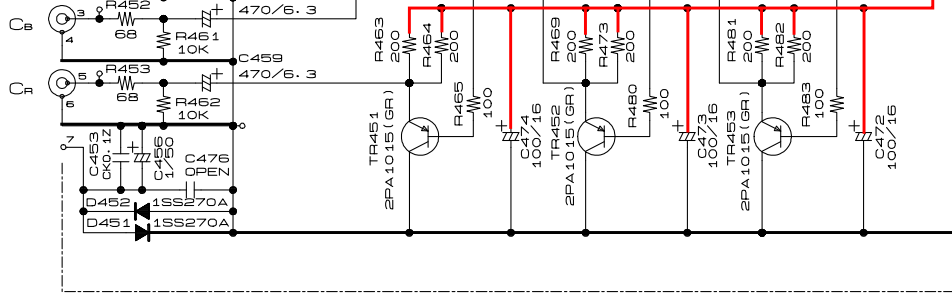 CB
3
R452
68
4
R461
10K
470/6.3
C459
CR
5
R453
68
6
R462
10K
470/6.3
7
C453
CK0.1Z
C456
1/50
C476
OPEN
D452
1SS270A
D451
1SS270A
R463
200
R464
200
R465
100
TR451
2PA1015(GR)
C474
100/16
R469
200
R473
200
R480
100
TR452
2PA1015(GR)
C473
100/16
R481
200
R482
200
R483
100
TR453
2PA1015(GR)
C472
100/16